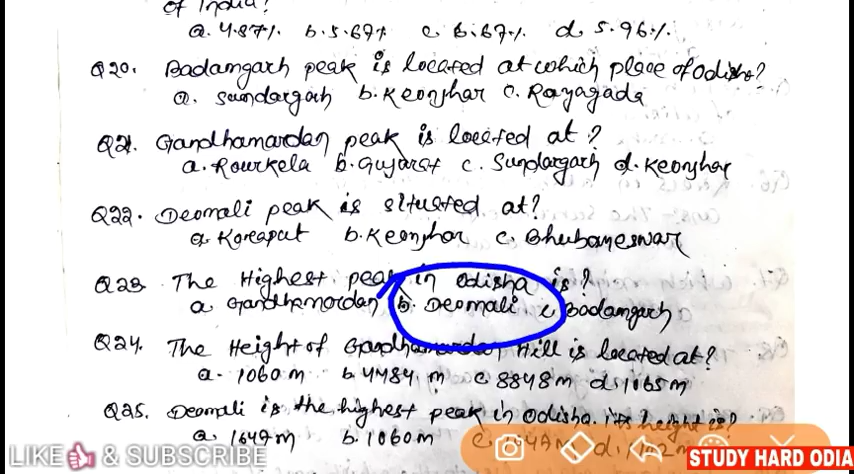 of India?
a. 4.87% b. 5.67% c. 6.67% d. 5.96%
Q20. Badamgarh peak is located at which place of Odisha?
a. Sundargarh b. Keonjhar c. Rayagada
Q21. Gandhamardan peak is located at?
a. Rourkela b. Gujarat c. Sundargarh d. Keonjhar
Q22. Deomali peak is situated at?
a. Koraput b. Keonjhar c. Bhubaneswar
Q23. The Highest peak in Odisha is?
a Gandhamardan b. Deomali c Badamgarh
Q24. The Height of Gandhamardan Hill is located at?
a. 1060 m b. 4484 m c. 8848 m d. 1065 m
Q25. Deomali is the highest peak in Odisha. its height is?
a. 1649 m b. 1060 m c. m d.
LIKE & SUBSCRIBE
STUDY HARD ODIA